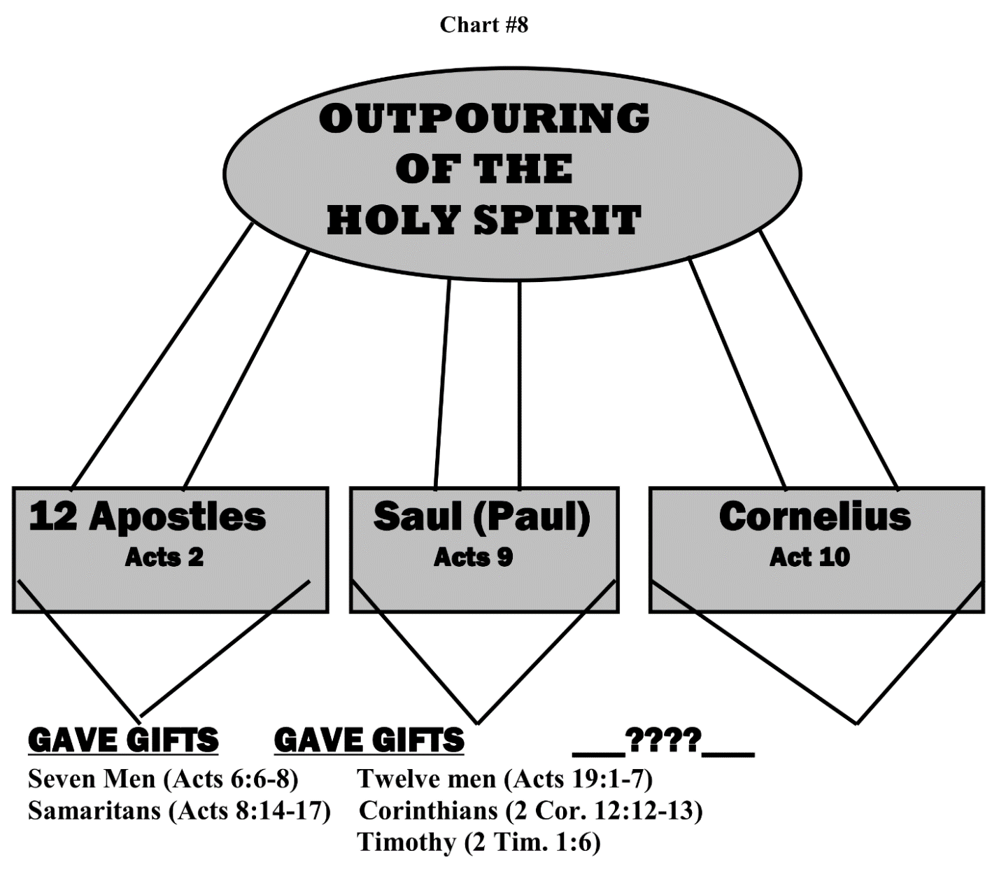 Chart #8
OUTPOURING
OF THE
HOLY SPIRIT
12 Apostles
Acts 2
Saul (Paul)
Acts 9
Cornelius
Act 10
GAVE GIFTS
Seven Men (Acts 6:6-8)
Samaritans (Acts 8:14-17)
GAVE GIFTS
Twelve men (Acts 19:1-7)
Corinthians (2 Cor. 12:12-13)
Timothy (2 Tim. 1:6)
___????___